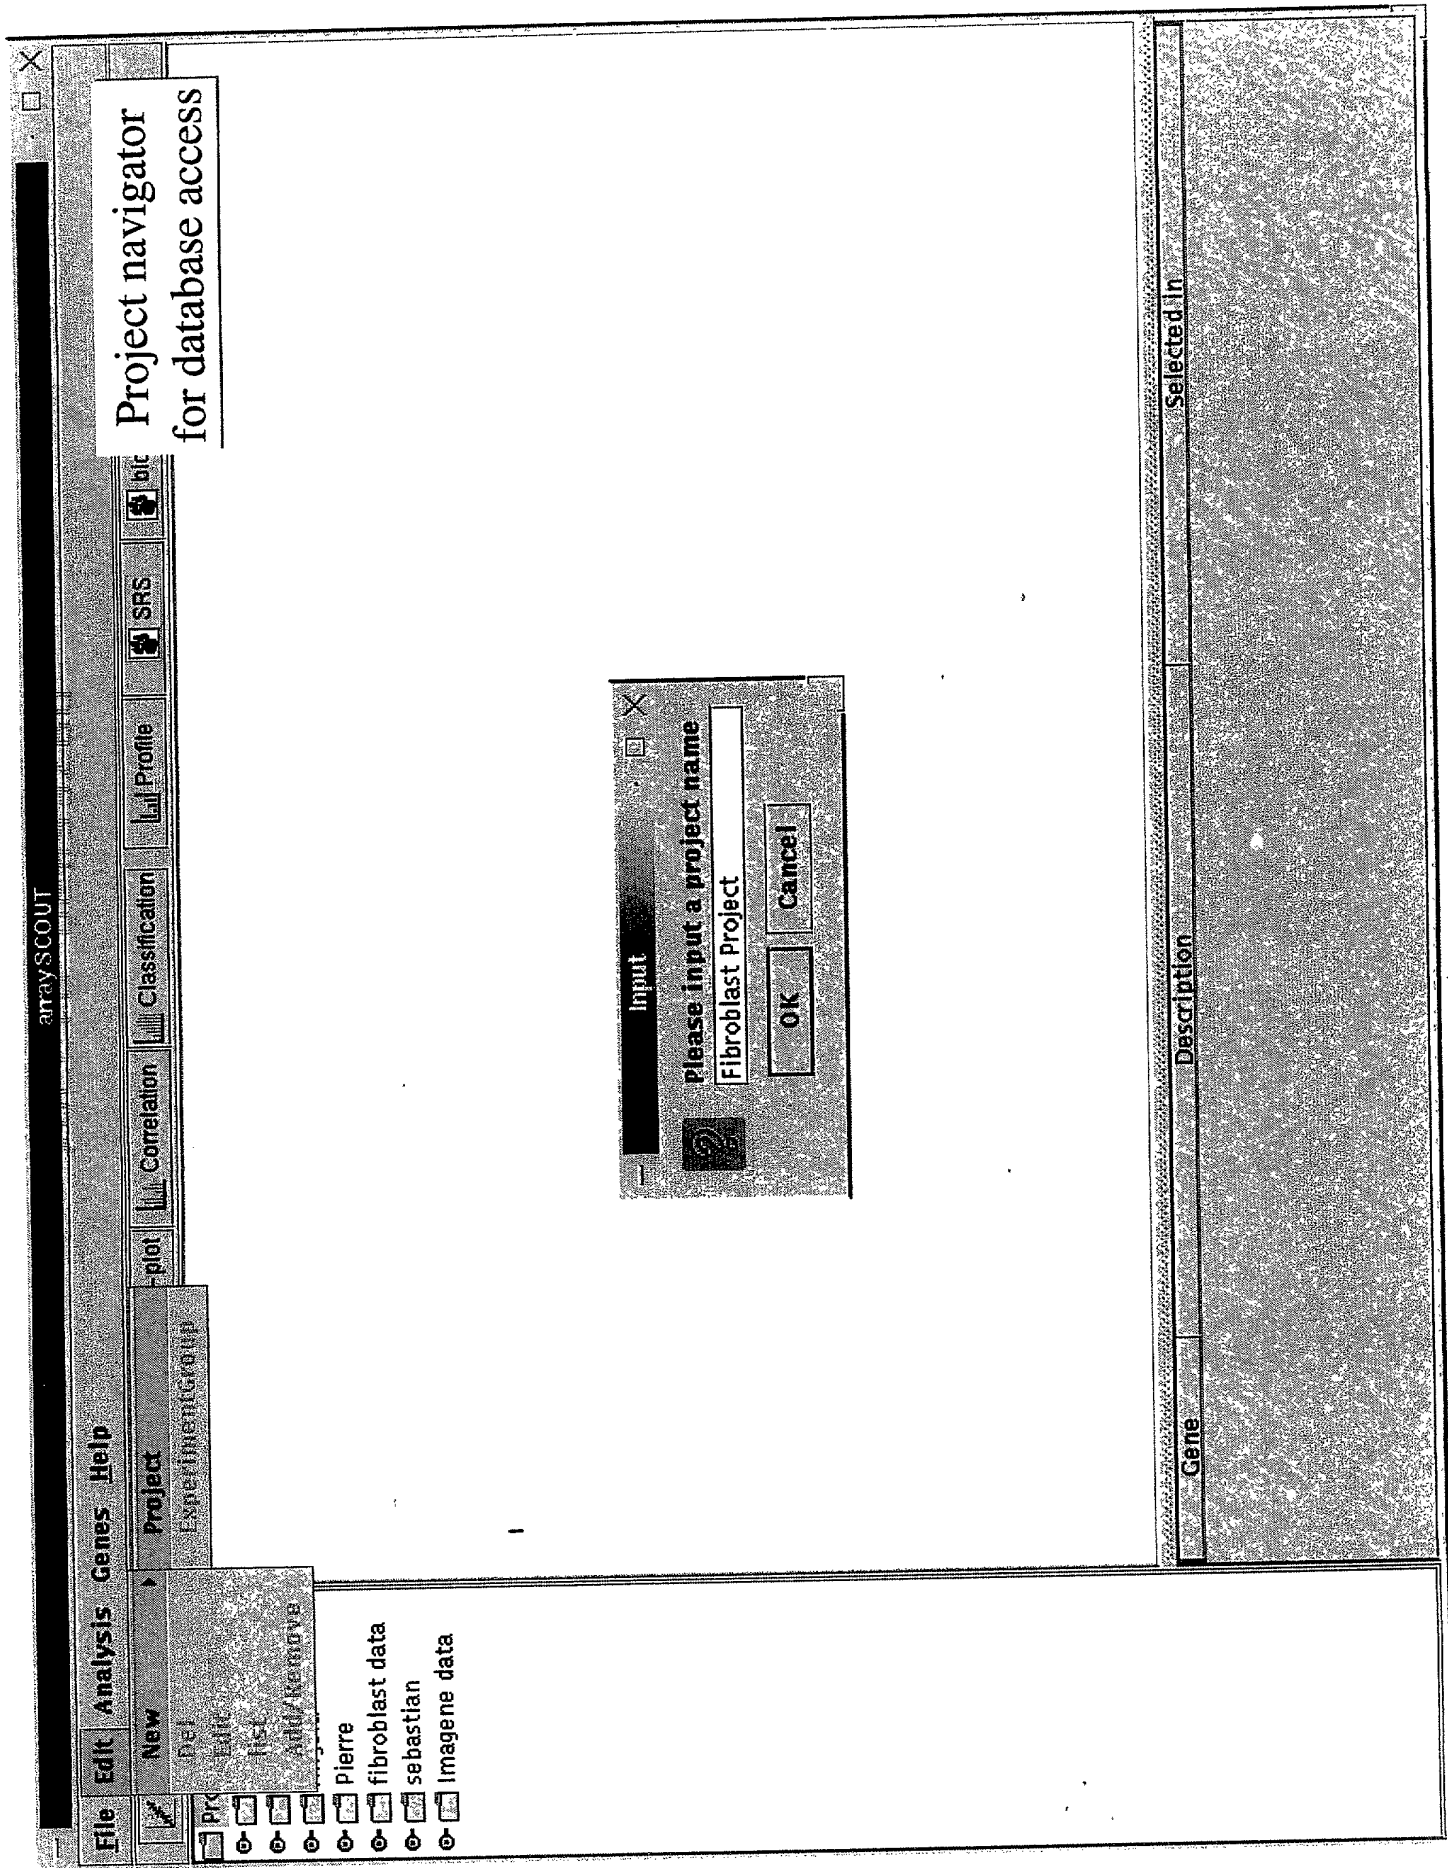 arraySCOUT
File Edit Analysis Genes Help
Project navigator
for database access
New
Project
ExperimentGroup
Del
Edit
List
Add/Remove
-plot
Correlation
Classification
Profile
SRS
Pierre
fibroblast data
sebastian
Imagene data
Input
Please input a project name
Fibroblast Project
OK
Cancel
Gene
Description
Selected in